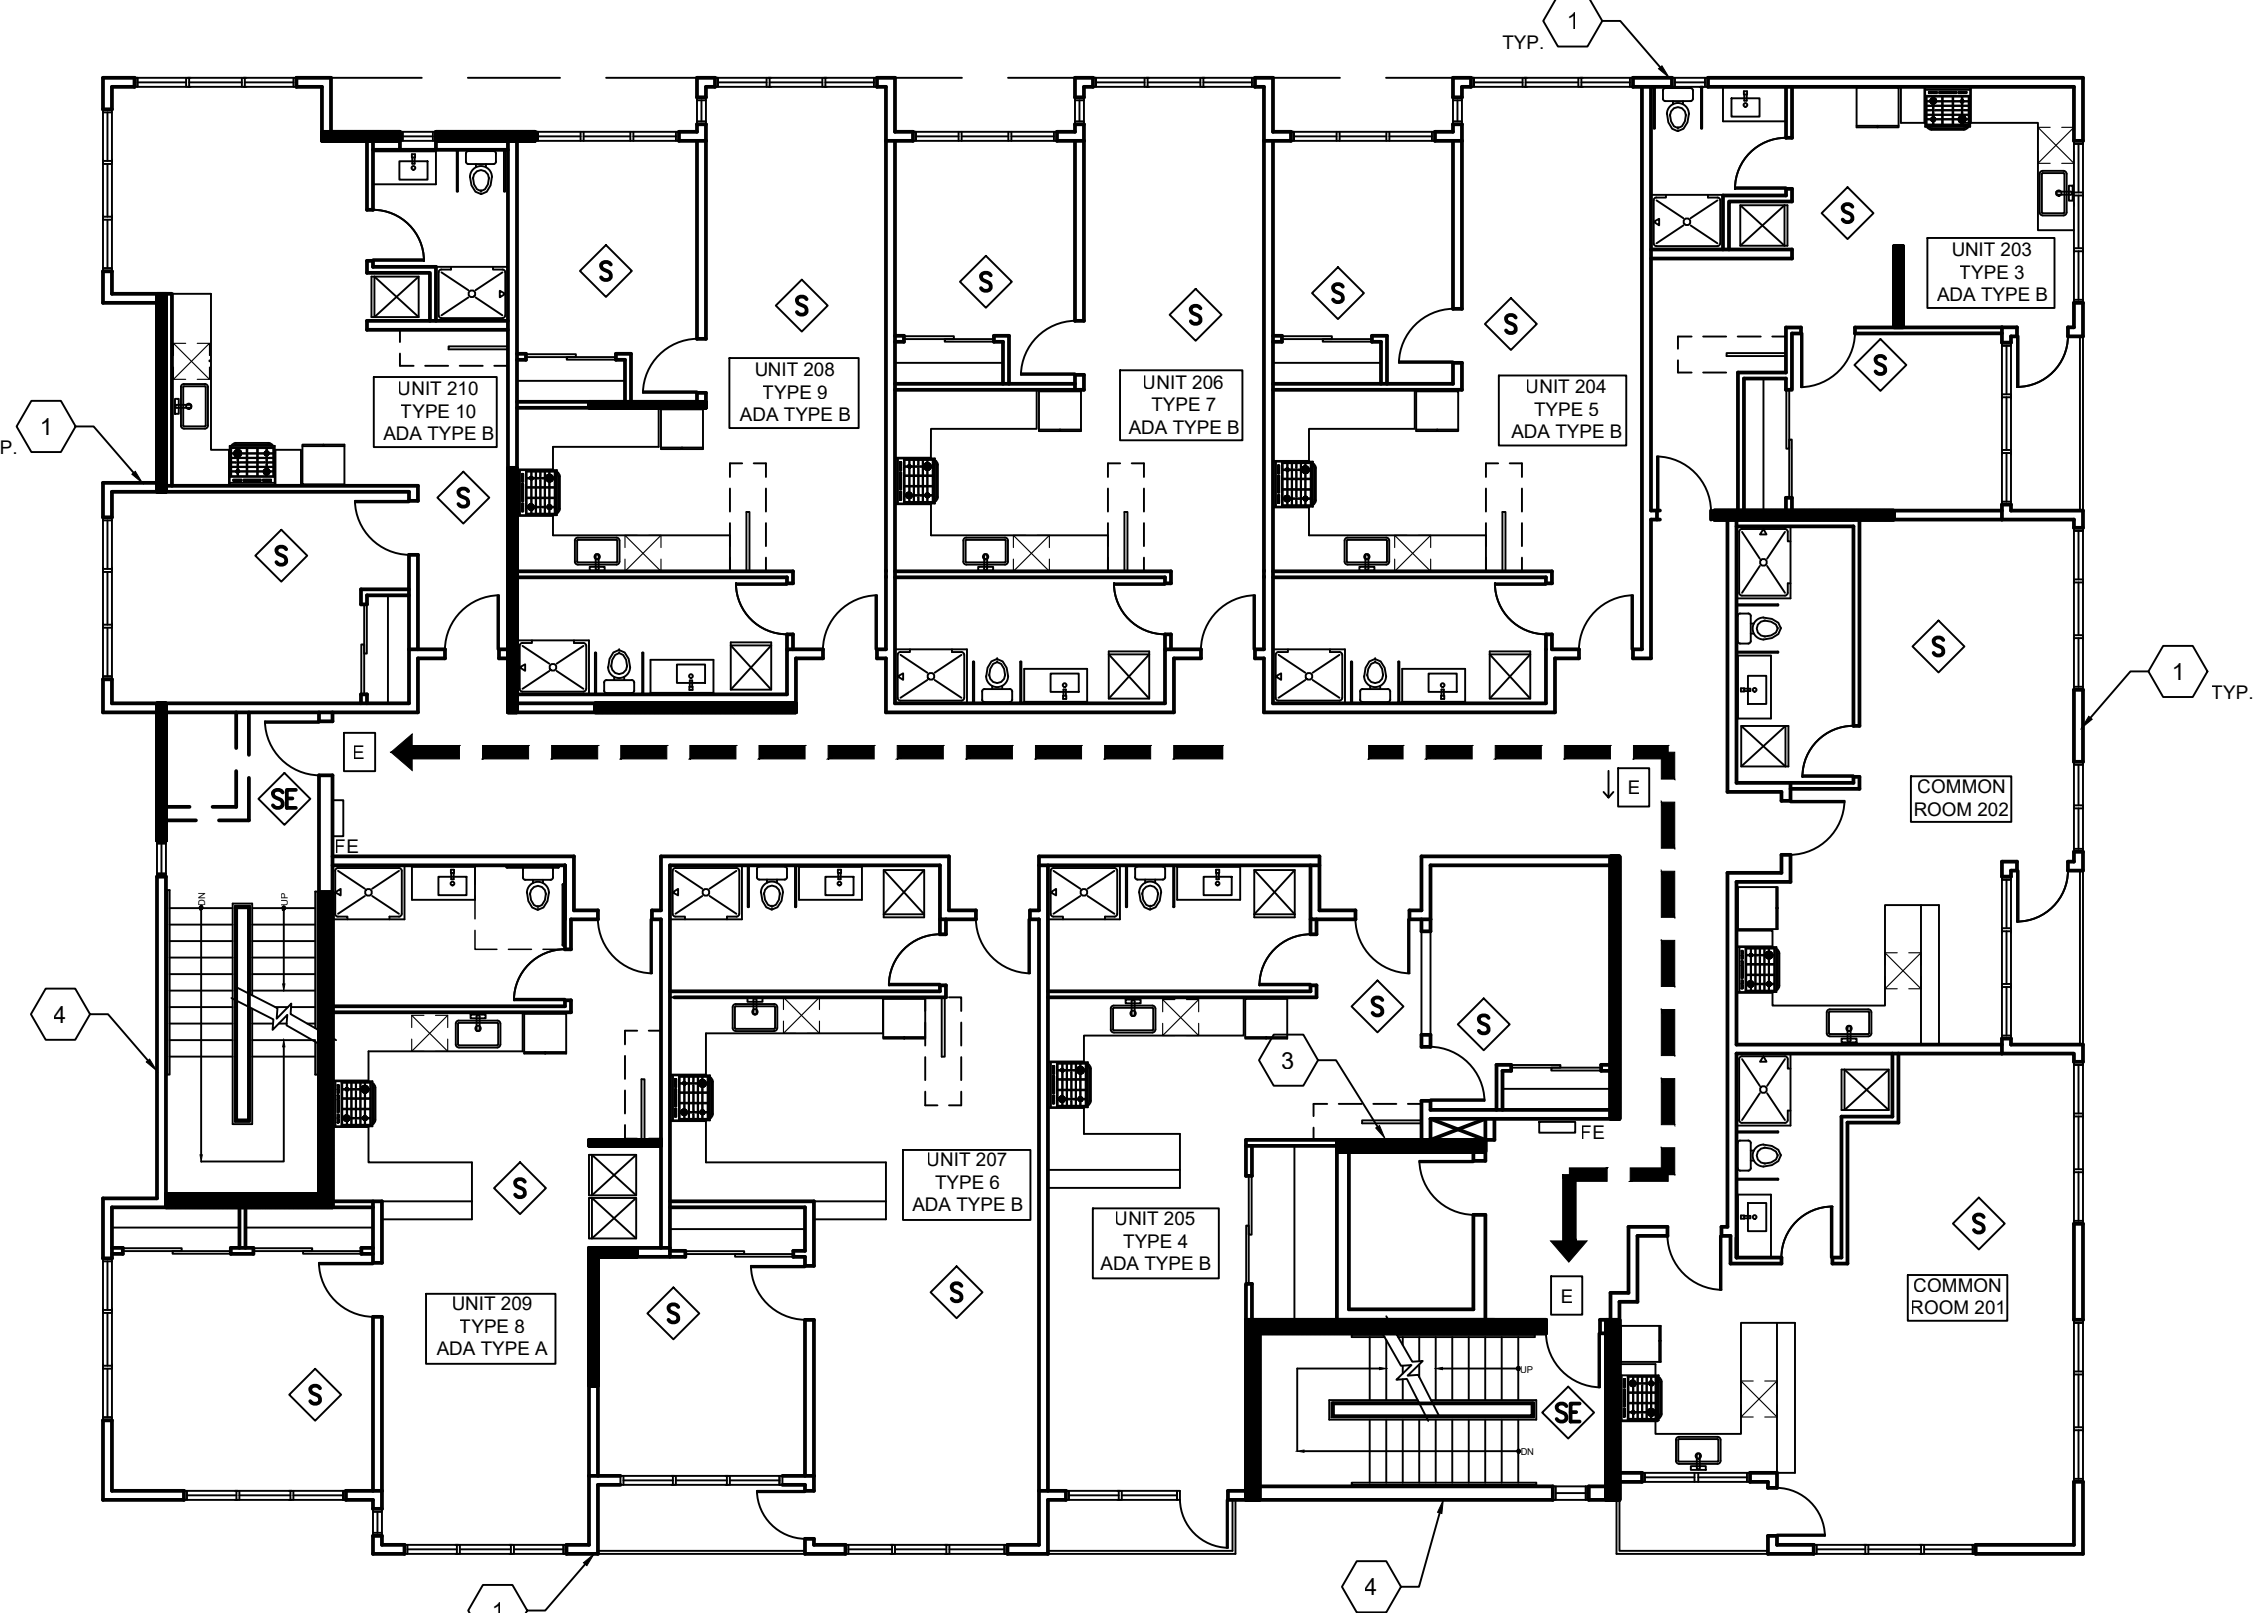 1
TYP.
S
UNIT 203
TYPE 3
ADA TYPE B
S
S
S
S
S
S
S
UNIT 208
TYPE 9
ADA TYPE B
UNIT 206
TYPE 7
ADA TYPE B
UNIT 204
TYPE 5
ADA TYPE B
UNIT 210
TYPE 10
ADA TYPE B
S
1
P.
S
S
S
1
TYP.
E
E
SE
COMMON
ROOM 202
FE
DN
UP
4
S
S
3
FE
UNIT 207
TYPE 6
ADA TYPE B
S
UNIT 205
TYPE 4
ADA TYPE B
S
S
S
E
COMMON
ROOM 201
UNIT 209
TYPE 8
ADA TYPE A
S
UP
SE
DN
4
1